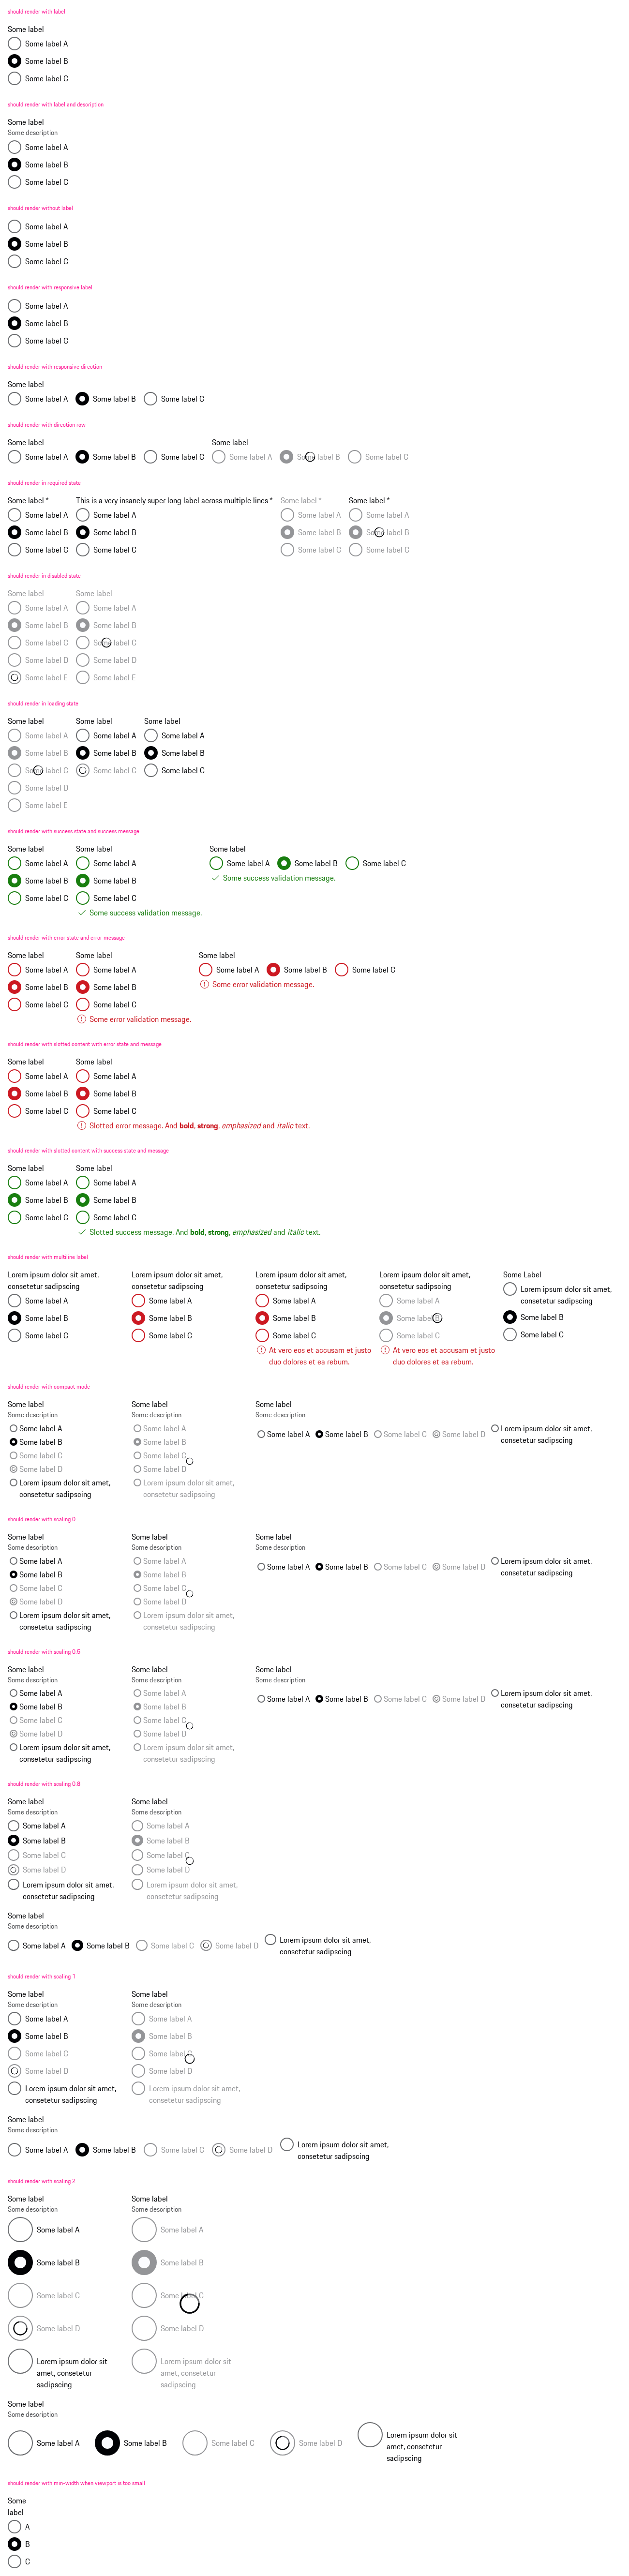 should render with label
Some label
Some label A
Some label B
Some label C
should render with label and description
Some label
Some description
Some label A
Some label B
Some label C
should render without label
Some label A
Some label B
Some label C
should render with responsive label
Some label A
Some label B
Some label C
should render with responsive direction
Some label
Some label A Some label B Some label C
should render with direction row
Some label Some label
Some label A Some label B Some label C Some label A Some label B Some label C
should render in required state
Some label * This is a very insanely super long label across multiple lines * Some label * Some label *
Some label A Some label A Some label A Some label A
Some label B Some label B Some label B Some label B
Some label C Some label C Some label C Some label C
should render in disabled state
Some label Some label
Some label A Some label A
Some label B Some label B
Some label C Some label C
Some label D Some label D
Some label E Some label E
should render in loading state
Some label Some label Some label
Some label A Some label A Some label A
Some label B Some label B Some label B
Some label C Some label C Some label C
Some label D
Some label E
should render with success state and success message
Some label Some label Some label
Some label A Some label A Some label A Some label B Some label C
Some label B Some label B Some success validation message.
Some label C Some label C
Some success validation message.
should render with error state and error message
Some label Some label Some label
Some label A Some label A Some label A Some label B Some label C
Some label B Some label B Some error validation message.
Some label C Some label C
Some error validation message.
should render with slotted content with error state and message
Some label Some label
Some label A Some label A
Some label B Some label B
Some label C Some label C
Slotted error message. And bold, strong, emphasized and italic text.
should render with slotted content with success state and message
Some label Some label
Some label A Some label A
Some label B Some label B
Some label C Some label C
Slotted success message. And bold, strong, emphasized and italic text.
should render with multiline label
Lorem ipsum dolor sit amet, Lorem ipsum dolor sit amet, Lorem ipsum dolor sit amet, Lorem ipsum dolor sit amet, Some Label
consetetur sadipscing consetetur sadipscing consetetur sadipscing consetetur sadipscing Lorem ipsum dolor sit amet,
Some label A Some label A Some label A Some label A consetetur sadipscing
Some label B Some label B Some label B Some label B Some label B
Some label C Some label C Some label C Some label C Some label C
At vero eos et accusam et justo At vero eos et accusam et justo
duo dolores et ea rebum. duo dolores et ea rebum.
should render with compact mode
Some label Some label Some label
Some description Some description Some description
Some label A Some label A Some label A Some label B Some label C Some label D Lorem ipsum dolor sit amet,
Some label B Some label B consetetur sadipscing
Some label C Some label C
Some label D Some label D
Lorem ipsum dolor sit amet, Lorem ipsum dolor sit amet,
consetetur sadipscing consetetur sadipscing
should render with scaling 0
Some label Some label Some label
Some description Some description Some description
Some label A Some label A Some label A Some label B Some label C Some label D Lorem ipsum dolor sit amet,
Some label B Some label B consetetur sadipscing
Some label C Some label C
Some label D Some label D
Lorem ipsum dolor sit amet, Lorem ipsum dolor sit amet,
consetetur sadipscing consetetur sadipscing
should render with scaling 0.5
Some label Some label Some label
Some description Some description Some description
Some label A Some label A Some label A Some label B Some label C Some label D Lorem ipsum dolor sit amet,
Some label B Some label B consetetur sadipscing
Some label C Some label C
Some label D Some label D
Lorem ipsum dolor sit amet, Lorem ipsum dolor sit amet,
consetetur sadipscing consetetur sadipscing
should render with scaling 0.8
Some label Some label
Some description Some description
Some label A Some label A
Some label B Some label B
Some label C Some label C
Some label D Some label D
Lorem ipsum dolor sit amet, Lorem ipsum dolor sit amet,
consetetur sadipscing consetetur sadipscing
Some label
Some description
Some label A Some label B Some label C Some label D Lorem ipsum dolor sit amet,
consetetur sadipscing
should render with scaling 1
Some label Some label
Some description Some description
Some label A Some label A
Some label B Some label B
Some label C Some label C
Some label D Some label D
Lorem ipsum dolor sit amet, Lorem ipsum dolor sit amet,
consetetur sadipscing consetetur sadipscing
Some label
Some description
Some label A Some label B Some label C Some label D Lorem ipsum dolor sit amet,
consetetur sadipscing
should render with scaling 2
Some label Some label
Some description Some description
Some label A Some label A
Some label B Some label B
Some label C Some label C
Some label D Some label D
Lorem ipsum dolor sit Lorem ipsum dolor sit
amet, consetetur amet, consetetur
sadipscing sadipscing
Some label
Some description
Some label A Some label B Some label C Some label D Lorem ipsum dolor sit
amet, consetetur
sadipscing
should render with min-width when viewport is too small
Some
label
A
B
C